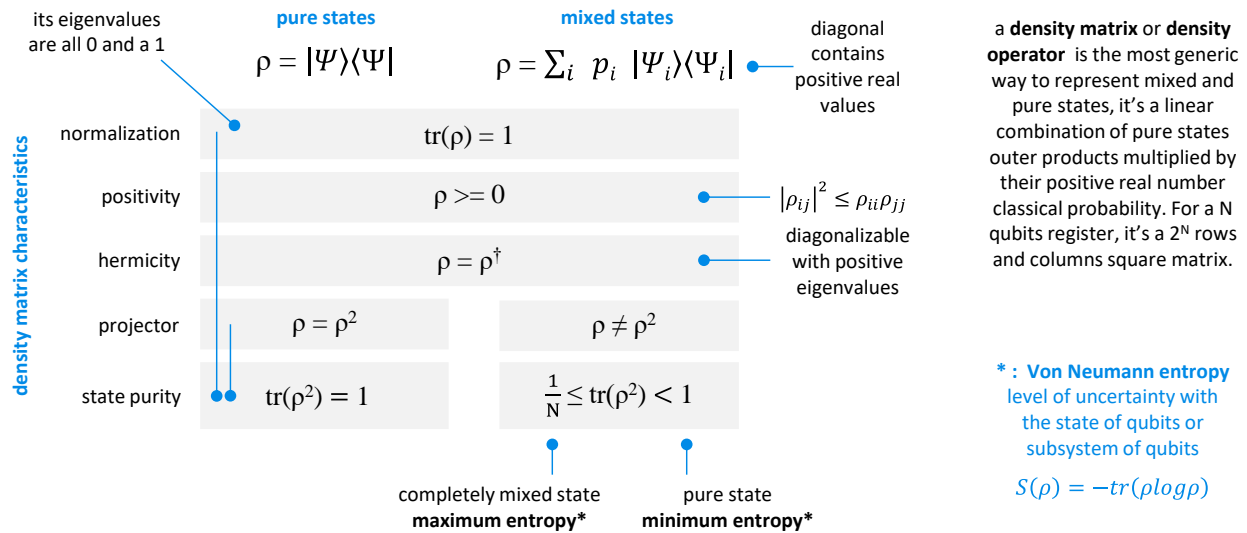 its eigenvalues
are all 0 and a 1
pure states
ρ = |Ψ⟩⟨Ψ|
mixed states
ρ = ∑ᵢ pᵢ |Ψᵢ⟩⟨Ψᵢ|
diagonal
contains
positive real
values
density matrix characteristics
normalization
tr(ρ) = 1
positivity
ρ >= 0
|ρᵢⱼ|² ≤ ρᵢᵢρⱼⱼ
hermicity
ρ = ρ†
diagonalizable
with positive
eigenvalues
projector
ρ = ρ²
ρ ≠ ρ²
state purity
tr(ρ²) = 1
1/N ≤ tr(ρ²) < 1
completely mixed state
maximum entropy*
pure state
minimum entropy*
a density matrix or density
operator is the most generic
way to represent mixed and
pure states, it’s a linear
combination of pure states
outer products multiplied by
their positive real number
classical probability. For a N
qubits register, it’s a 2ᴺ rows
and columns square matrix.
* : Von Neumann entropy
level of uncertainty with
the state of qubits or
subsystem of qubits
S(ρ) = −tr(ρlogρ)